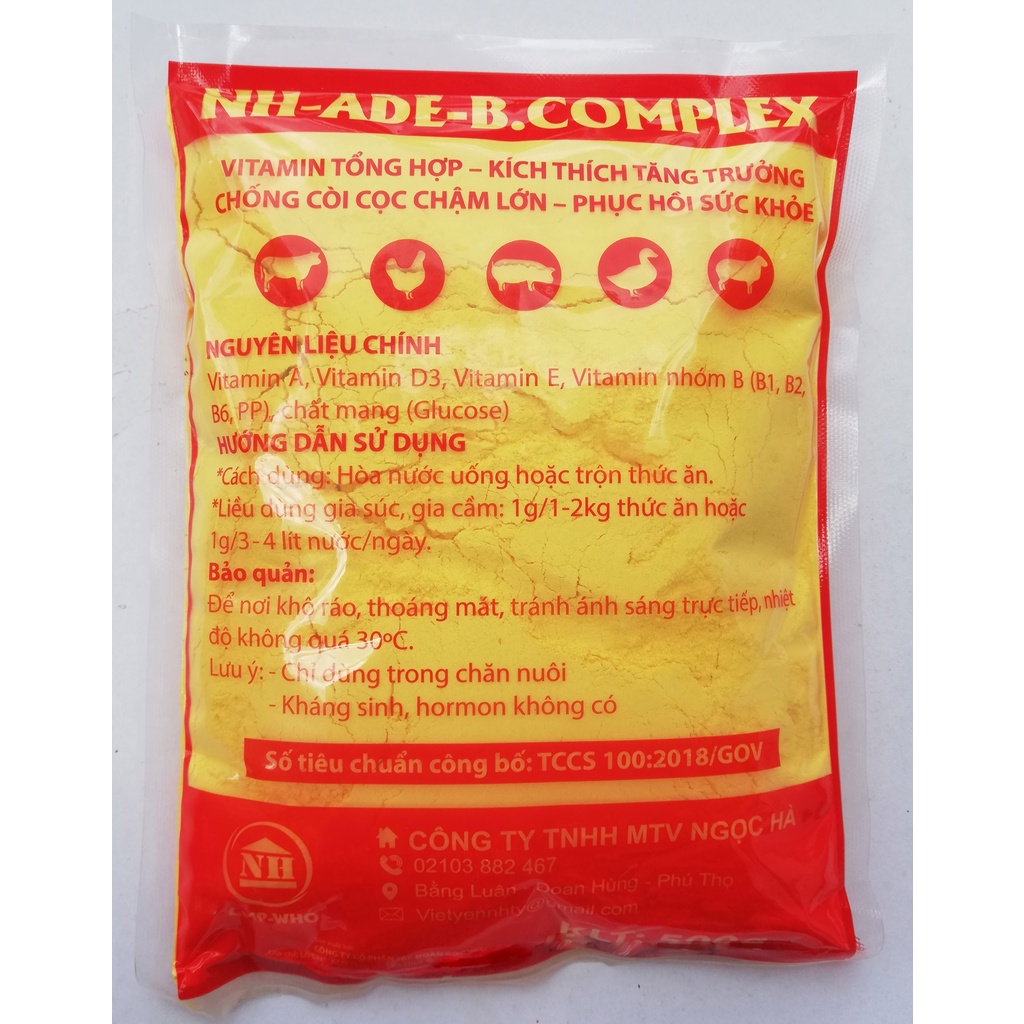 NH-ADE-B.COMPLEX
VITAMIN TỔNG HỢP – KÍCH THÍCH TĂNG TRƯỞNG
CHỐNG CÒI CỌC CHẬM LỚN – PHỤC HỒI SỨC KHỎE
NGUYÊN LIỆU CHÍNH
Vitamin A, Vitamin D3, Vitamin E, Vitamin nhóm B (B1, B2,
B6, PP), chất mang (Glucose)
HƯỚNG DẪN SỬ DỤNG
*Cách dùng: Hòa nước uống hoặc trộn thức ăn.
*Liều dùng gia súc, gia cầm: 1g/1-2kg thức ăn hoặc
1g/3-4 lít nước/ngày.
Bảo quản:
Để nơi khô ráo, thoáng mát, tránh ánh sáng trực tiếp, nhiệt
độ không quá 30ºC.
Lưu ý: - Chỉ dùng trong chăn nuôi
- Kháng sinh, hormon không có
Số tiêu chuẩn công bố: TCCS 100:2018/GOV
NH
CÔNG TY TNHH MTV NGỌC HÀ
02103 882 467
Bằng Luân - Đoan Hùng - Phú Thọ
GMP-WHO
KLT: 500g